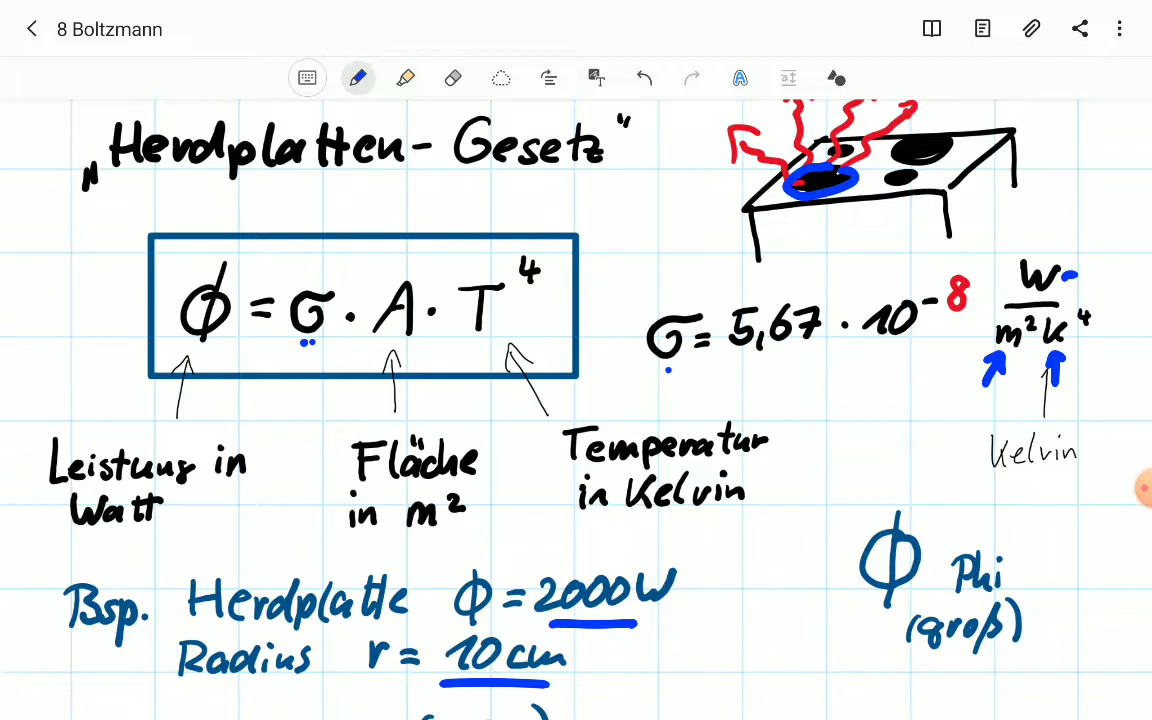 8 Boltzmann
„Herdplatten-Gesetz“
ϕ = σ · A · T⁴
σ = 5,67 · 10⁻⁸ W/m²K⁴
Kelvin
Leistung in
Watt
Fläche
in m²
Temperatur
in Kelvin
ϕ Phi
(groß)
Bsp. Herdplatte ϕ = 2000W
Radius r = 10 cm